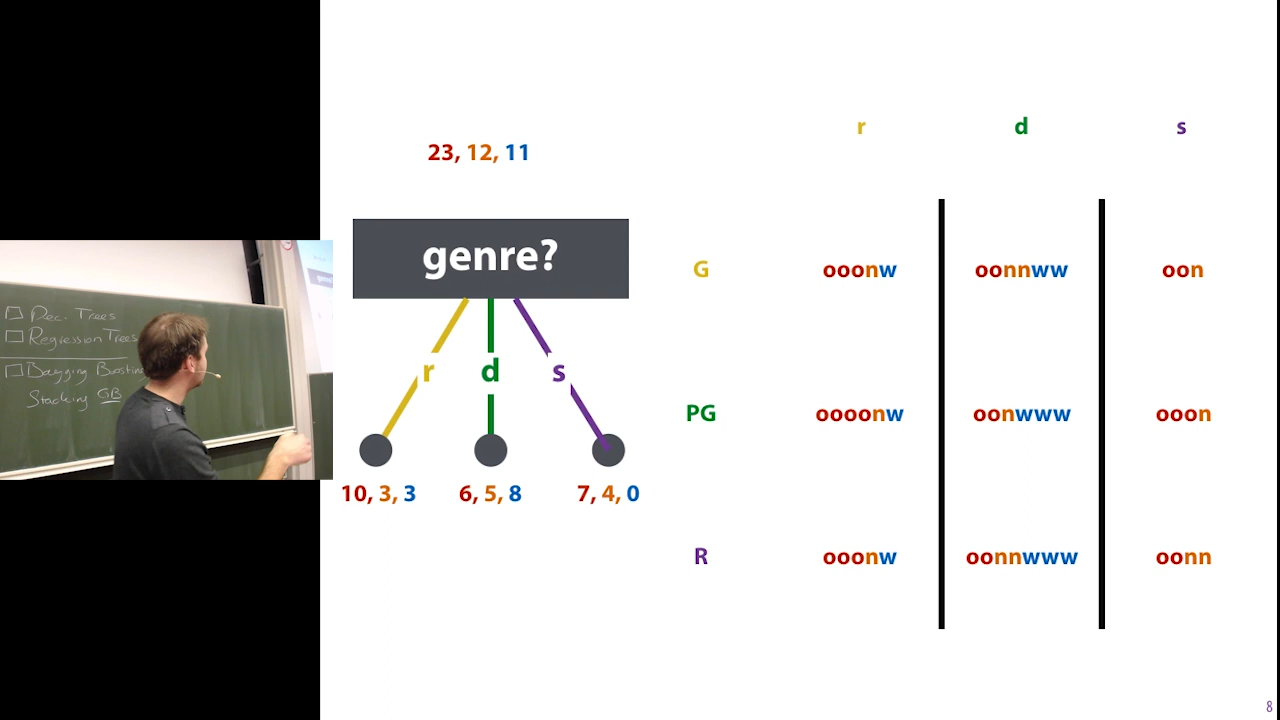 Dec. Trees
Regression Trees
Bagging Boosting
Stacking GB
23, 12, 11
genre?
r d s
10, 3, 3 6, 5, 8 7, 4, 0
r d s
G ooonw oonnww oon
PG oooonw oonwww ooon
R ooonw oonnwww oonn
8